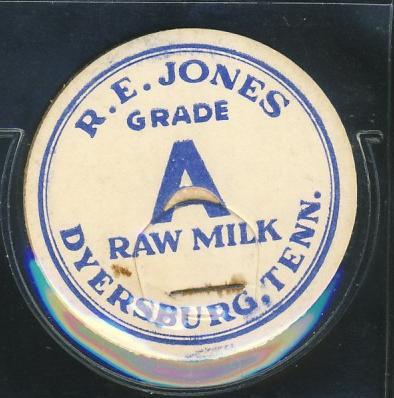 R.E. JONES
GRADE
A
RAW MILK
DYERSBURG, TENN.